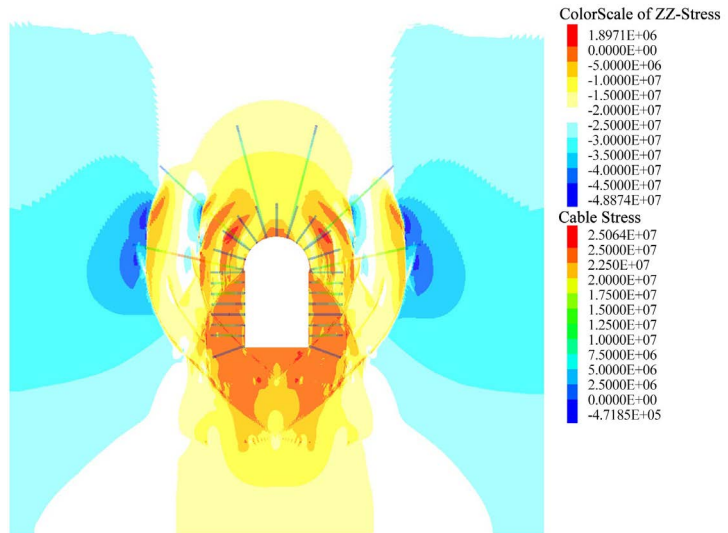 ColorScale of ZZ-Stress
1.8971E+06
0.0000E+00
-5.0000E+06
-1.0000E+07
-1.5000E+07
-2.0000E+07
-2.5000E+07
-3.0000E+07
-3.5000E+07
-4.0000E+07
-4.5000E+07
-4.8874E+07
Cable Stress
2.5064E+07
2.5000E+07
2.250E+07
2.0000E+07
1.7500E+07
1.5000E+07
1.2500E+07
1.0000E+07
7.5000E+06
5.0000E+06
2.5000E+06
0.0000E+00
-4.7185E+05